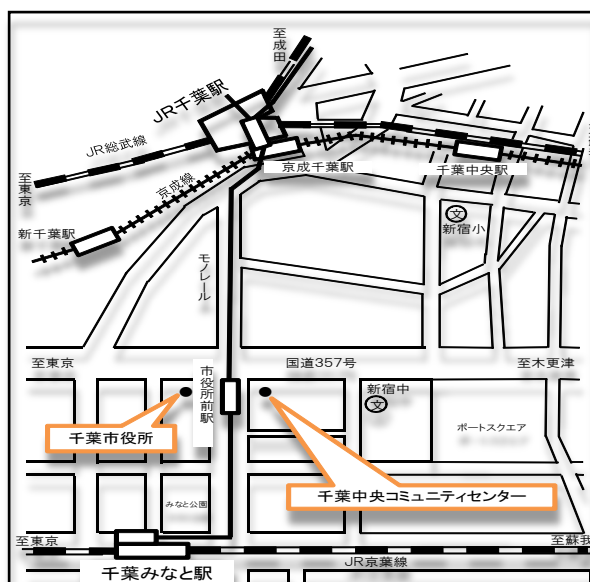 至成田
JR千葉駅
JR総武線
至東京
京成線
京成千葉駅
千葉中央駅
新千葉駅
文
新宿小
モノレール
至東京
国道357号
至木更津
市役所前駅
新宿中
文
千葉市役所
ポートスクエア
みなと公園
千葉中央コミュニティセンター
至東京
至蘇我
JR京葉線
千葉みなと駅